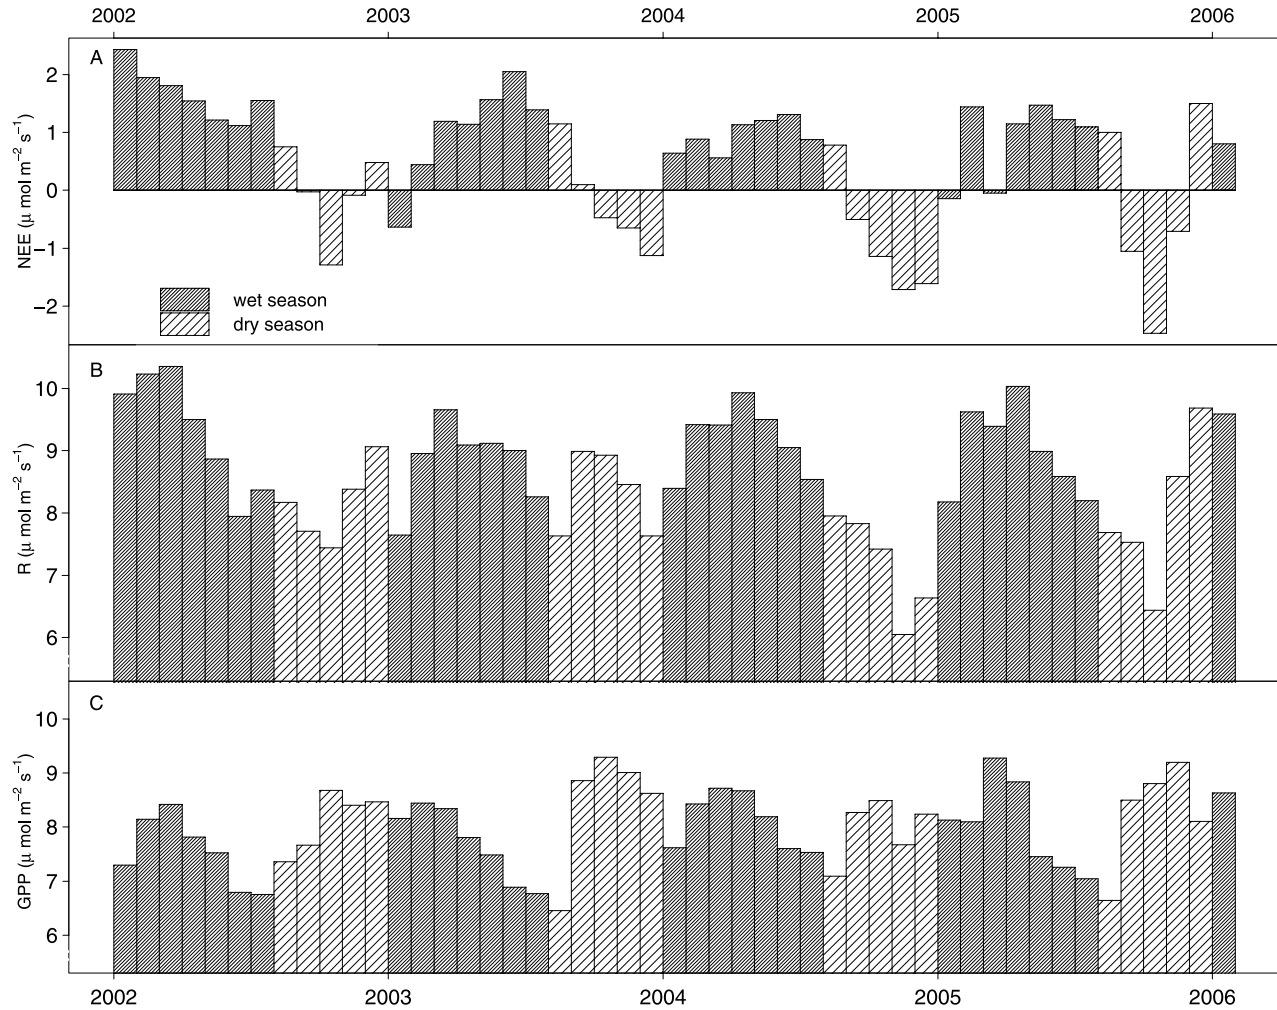 2002 2003 2004 2005 2006
A
2
1
0
−1
−2
NEE (μ mol m−2 s−1)
wet season
dry season
B
10
9
8
7
6
R (μ mol m−2 s−1)
C
10
9
8
7
6
GPP (μ mol m−2 s−1)
2002 2003 2004 2005 2006